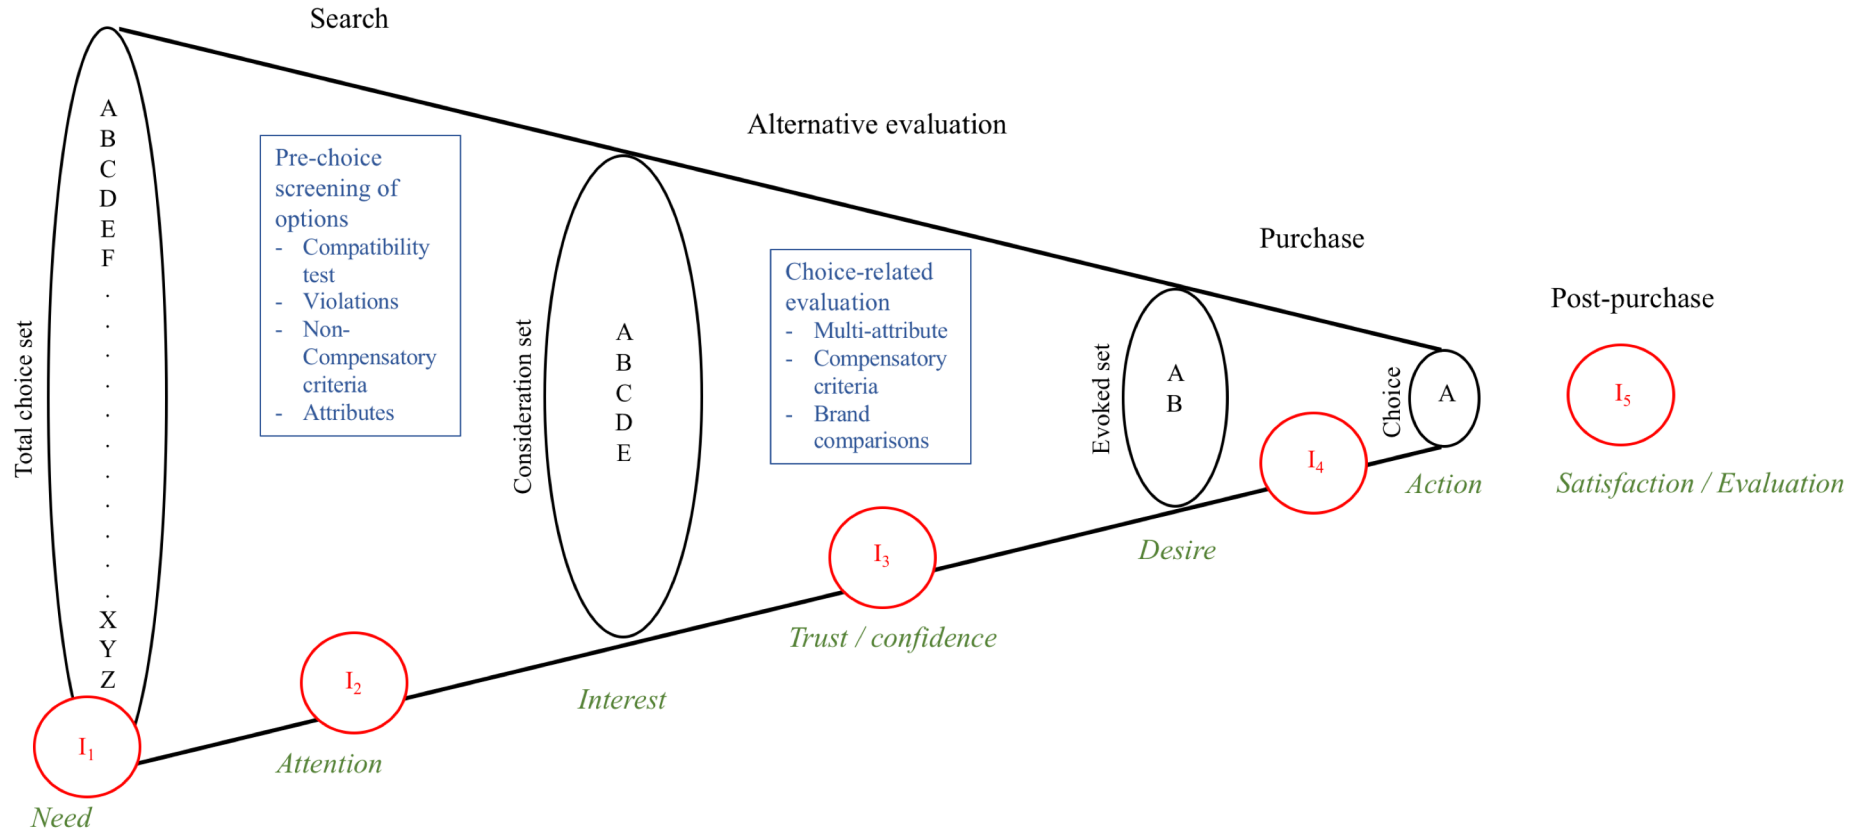 Search
Alternative evaluation
Purchase
Post-purchase
Total choice set
A
B
C
D
E
F
.
.
.
.
.
.
.
.
.
.
.
X
Y
Z
Pre-choice
screening of
options
- Compatibility
test
- Violations
- Non-
Compensatory
criteria
- Attributes
Consideration set
A
B
C
D
E
Choice-related
evaluation
- Multi-attribute
- Compensatory
criteria
- Brand
comparisons
Evoked set
A
B
Choice
A
I₁
I₂
I₃
I₄
I₅
Need
Attention
Interest
Trust / confidence
Desire
Action
Satisfaction / Evaluation